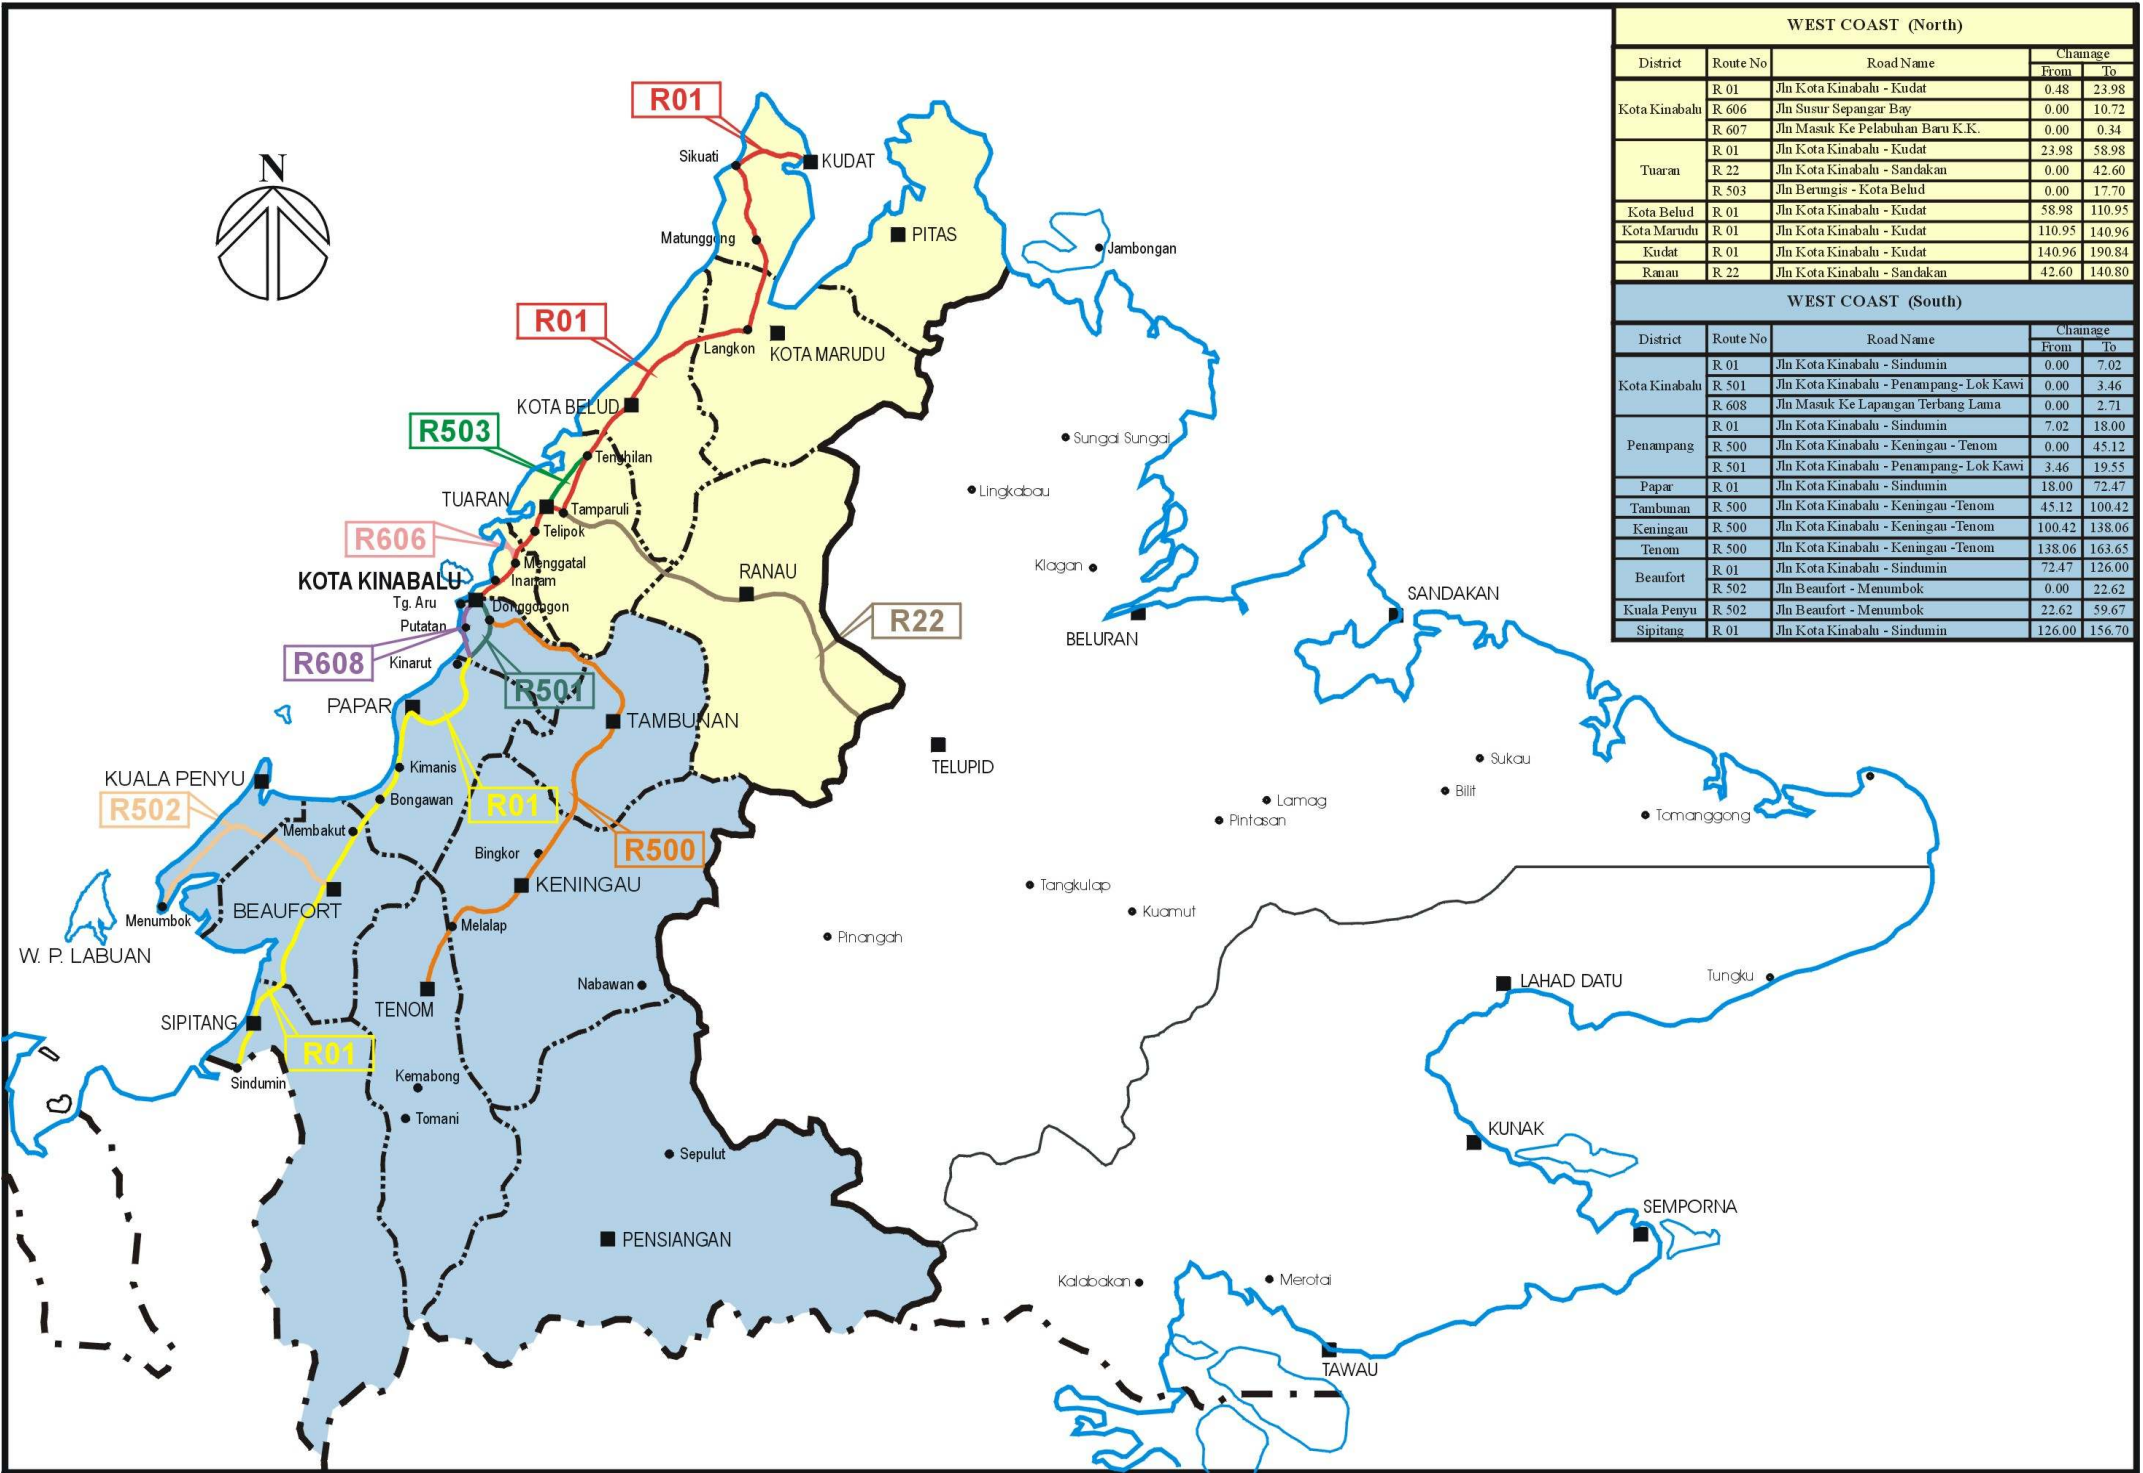 WEST COAST (North)
District Route No Road Name Chainage
From To
Kota Kinabalu R 01 Jln Kota Kinabalu - Kudat 0.48 23.98
R 606 Jln Susur Sepangar Bay 0.00 10.72
R 607 Jln Masuk Ke Pelabuhan Baru K.K. 0.00 0.34
Tuaran R 01 Jln Kota Kinabalu - Kudat 23.98 58.98
R 22 Jln Kota Kinabalu - Sandakan 0.00 42.60
R 503 Jln Berungis - Kota Belud 0.00 17.70
Kota Belud R 01 Jln Kota Kinabalu - Kudat 58.98 110.95
Kota Marudu R 01 Jln Kota Kinabalu - Kudat 110.95 140.96
Kudat R 01 Jln Kota Kinabalu - Kudat 140.96 190.84
Ranau R 22 Jln Kota Kinabalu - Sandakan 42.60 140.80
WEST COAST (South)
District Route No Road Name Chainage
From To
Kota Kinabalu R 01 Jln Kota Kinabalu - Sindumin 0.00 7.02
R 501 Jln Kota Kinabalu - Penampang- Lok Kawi 0.00 3.46
R 608 Jln Masuk Ke Lapangan Terbang Lama 0.00 2.71
Penampang R 01 Jln Kota Kinabalu - Sindumin 7.02 18.00
R 500 Jln Kota Kinabalu - Keningau - Tenom 0.00 45.12
R 501 Jln Kota Kinabalu - Penampang- Lok Kawi 3.46 19.55
Papar R 01 Jln Kota Kinabalu - Sindumin 18.00 72.47
Tambunan R 500 Jln Kota Kinabalu - Keningau -Tenom 45.12 100.42
Keningau R 500 Jln Kota Kinabalu - Keningau -Tenom 100.42 138.06
Tenom R 500 Jln Kota Kinabalu - Keningau -Tenom 138.06 163.65
Beaufort R 01 Jln Kota Kinabalu - Sindumin 72.47 126.00
R 502 Jln Beaufort - Menumbok 0.00 22.62
Kuala Penyu R 502 Jln Beaufort - Menumbok 22.62 59.67
Sipitang R 01 Jln Kota Kinabalu - Sindumin 126.00 156.70
N
R01
Sikuati
KUDAT
Matunggong
PITAS
Jambongan
R01
Langkon
KOTA MARUDU
KOTA BELUD
R503
Tenghilan
Sungai Sungai
Lingkabau
TUARAN
Tamparuli
Telipok
R606
Menggatal
KOTA KINABALU
Inanam
RANAU
Klagan
Tg. Aru
Donggongon
Putatan
R22
SANDAKAN
BELURAN
R608
Kinarut
R501
PAPAR
TAMBUNAN
TELUPID
Sukau
KUALA PENYU
Kimanis
R502
Bongawan
R01
Bilit
Lamag
Pintasan
Tomanggong
Membakut
Bingkor
R500
KENINGAU
Tangkulap
BEAUFORT
Kuamut
Menumbok
Melalap
Pinangah
W. P. LABUAN
Nabawan
TENOM
Tungku
LAHAD DATU
SIPITANG
R01
Sindumin
Kemabong
Tomani
KUNAK
Sepulut
SEMPORNA
PENSIANGAN
Kalabakan
Merotai
TAWAU